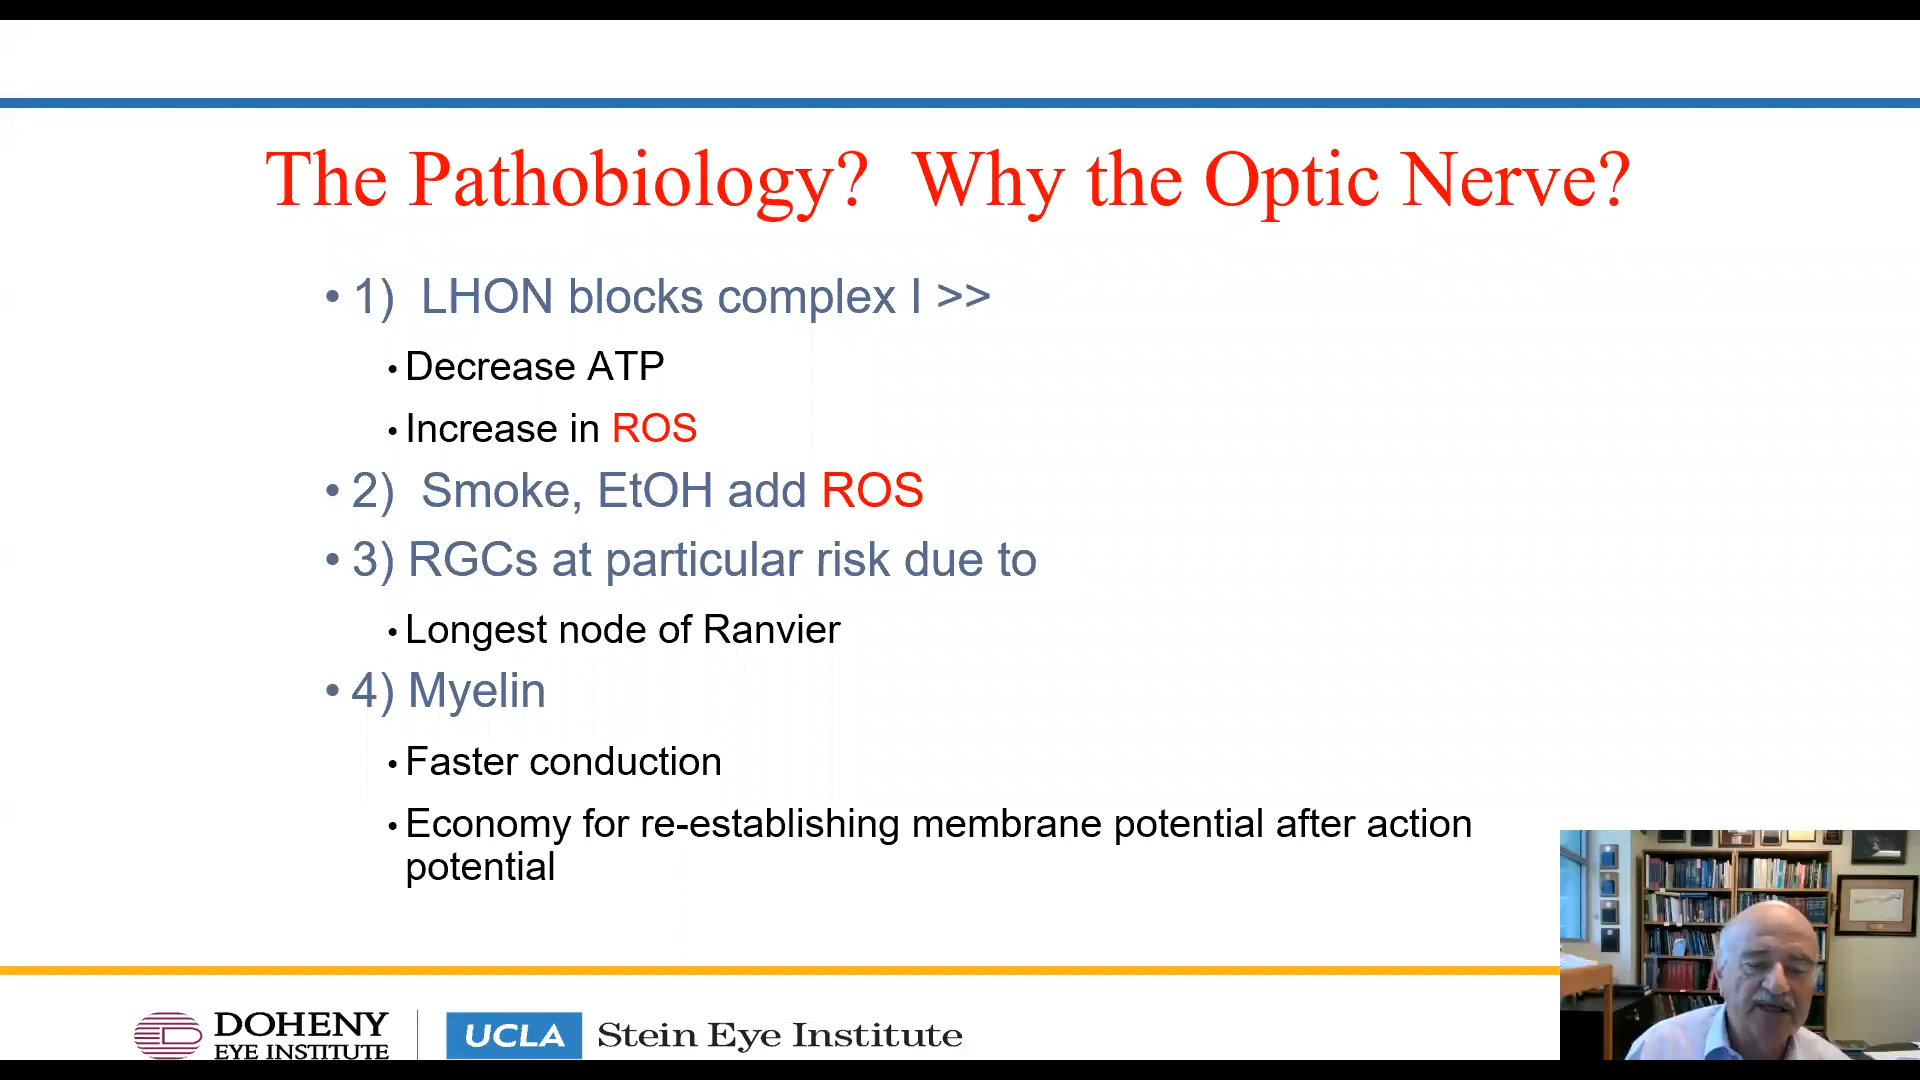 The Pathobiology?  Why the Optic Nerve?
• 1)  LHON blocks complex I >>
• Decrease ATP
• Increase in ROS
• 2)  Smoke, EtOH add ROS
• 3) RGCs at particular risk due to
• Longest node of Ranvier
• 4) Myelin
• Faster conduction
• Economy for re-establishing membrane potential after action
potential
DOHENY
EYE INSTITUTE
UCLA Stein Eye Institute